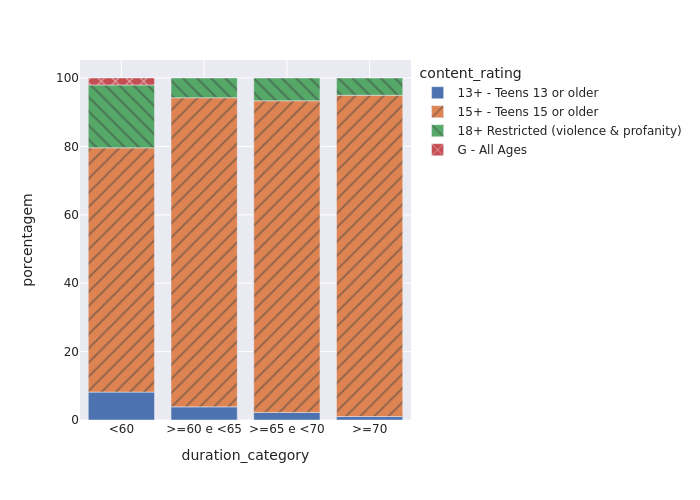 content_rating
13+ - Teens 13 or older
15+ - Teens 15 or older
18+ Restricted (violence & profanity)
G - All Ages
porcentagem
100
80
60
40
20
0
<60 >=60 e <65 >=65 e <70 >=70
duration_category